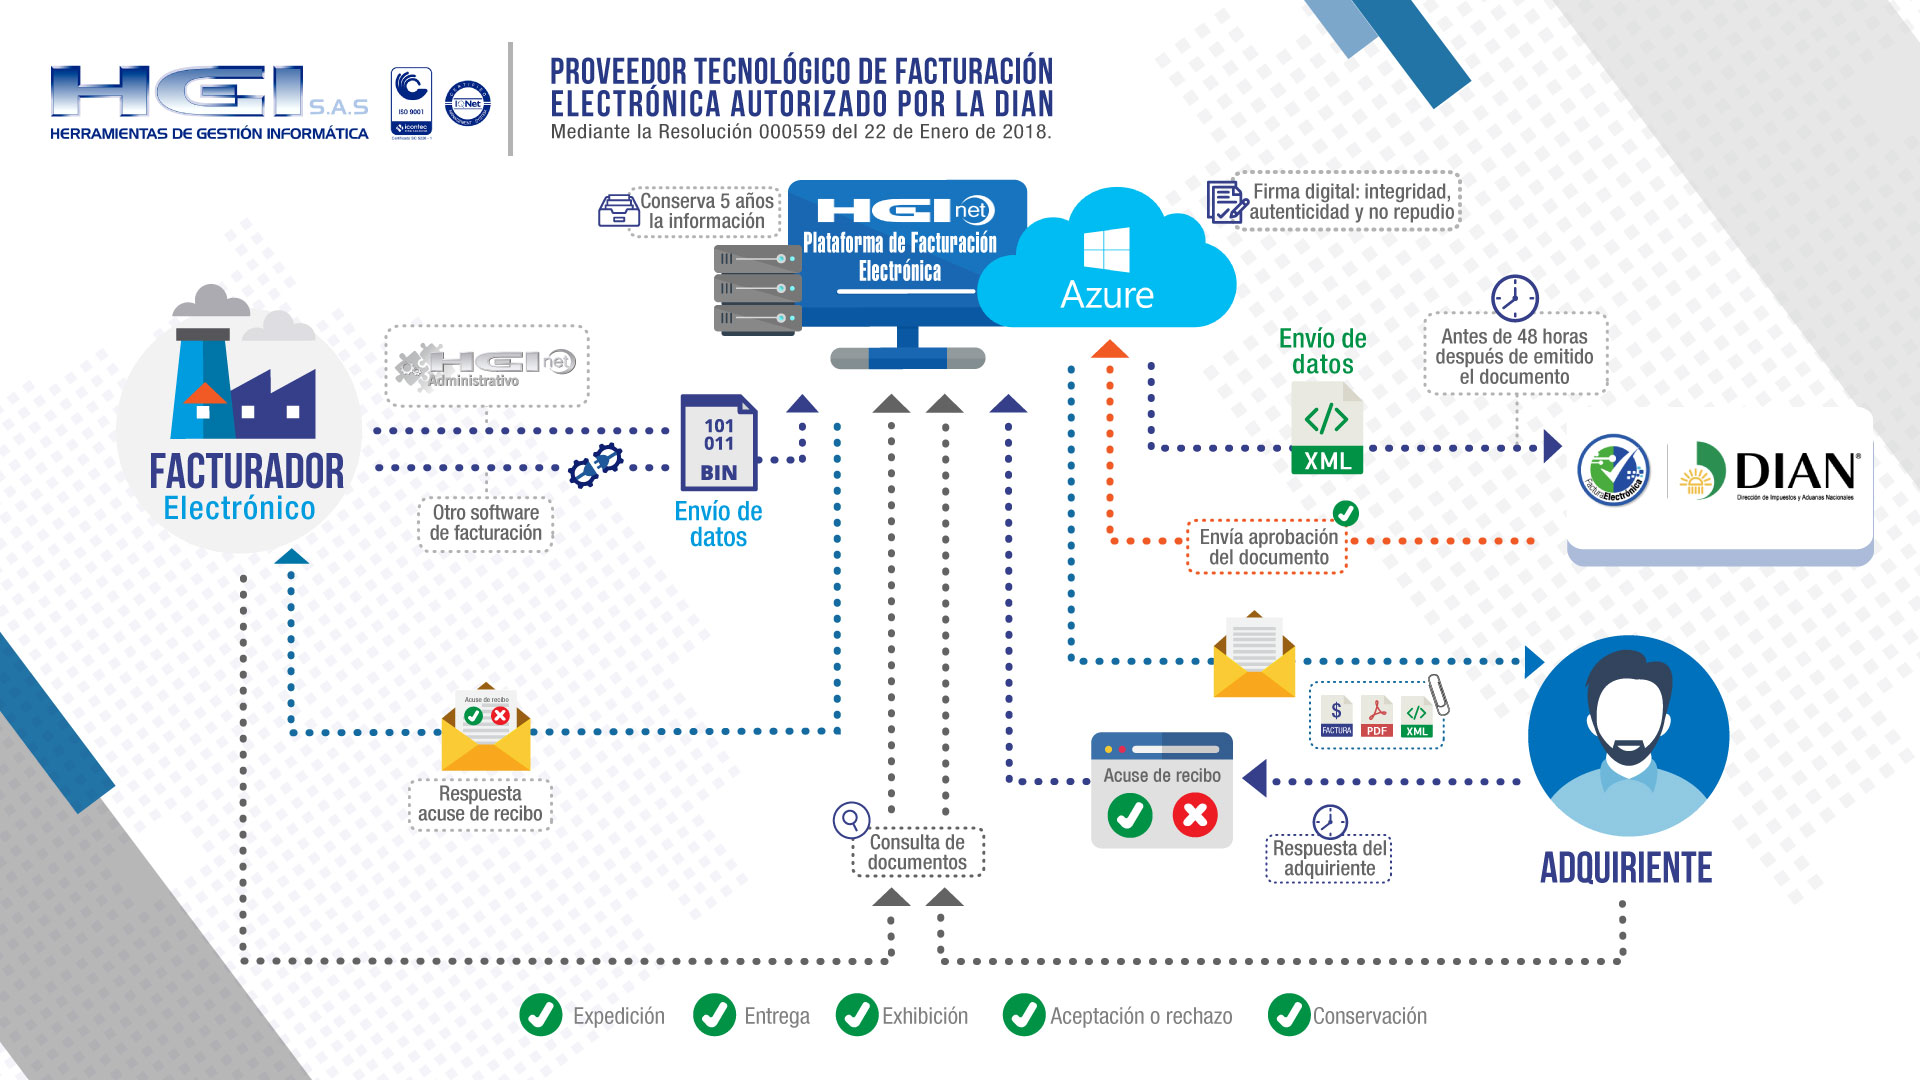 HGI S.A.S
HERRAMIENTAS DE GESTIÓN INFORMÁTICA
ISO 9001
icontec
IQNet
PROVEEDOR TECNOLÓGICO DE FACTURACIÓN
ELECTRÓNICA AUTORIZADO POR LA DIAN
Mediante la Resolución 000559 del 22 de Enero de 2018.
Conserva 5 años
la información
HGI net
Plataforma de Facturación
Electrónica
Azure
Firma digital: integridad,
autenticidad y no repudio
HGI net
Administrativo
FACTURADOR
Electrónico
Otro software
de facturación
101
011
BIN
Envío de
datos
Envío de
datos
</>
XML
Antes de 48 horas
después de emitido
el documento
FacturaElectrónica
DIAN®
Dirección de Impuestos y Aduanas Nacionales
Envía aprobación
del documento
Acuse de recibo
Respuesta
acuse de recibo
$
FACTURA
PDF
</>
XML
Acuse de recibo
Respuesta del
adquiriente
ADQUIRIENTE
Consulta de
documentos
Expedición
Entrega
Exhibición
Aceptación o rechazo
Conservación